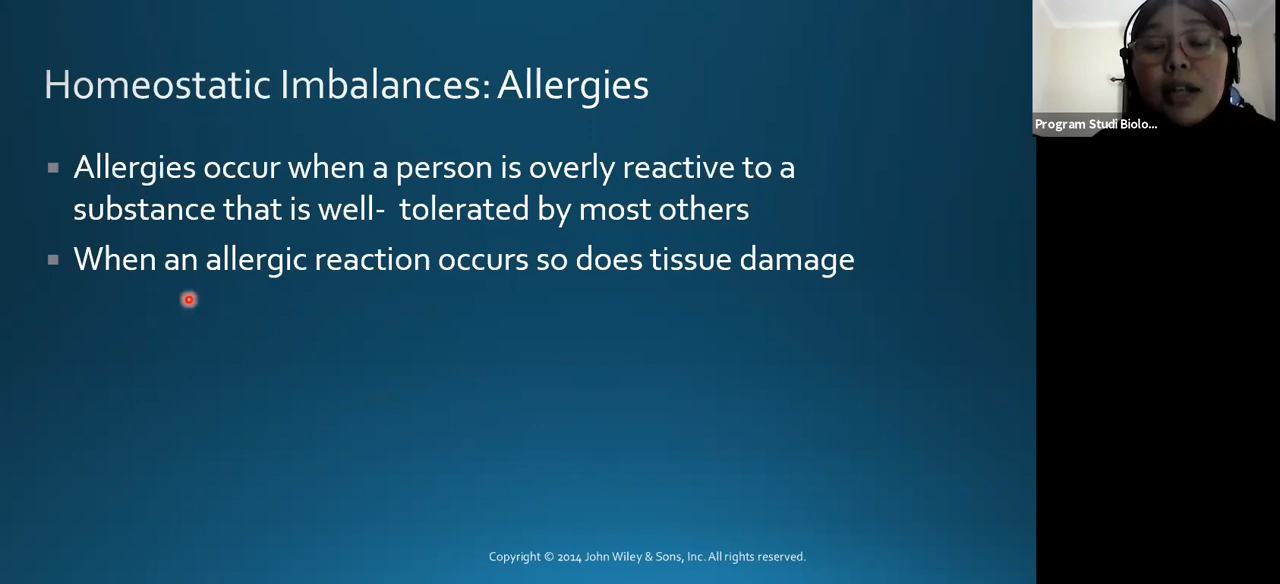 Homeostatic Imbalances: Allergies
Allergies occur when a person is overly reactive to a
substance that is well- tolerated by most others
When an allergic reaction occurs so does tissue damage
Program Studi Biolo...
Copyright © 2014 John Wiley & Sons, Inc. All rights reserved.